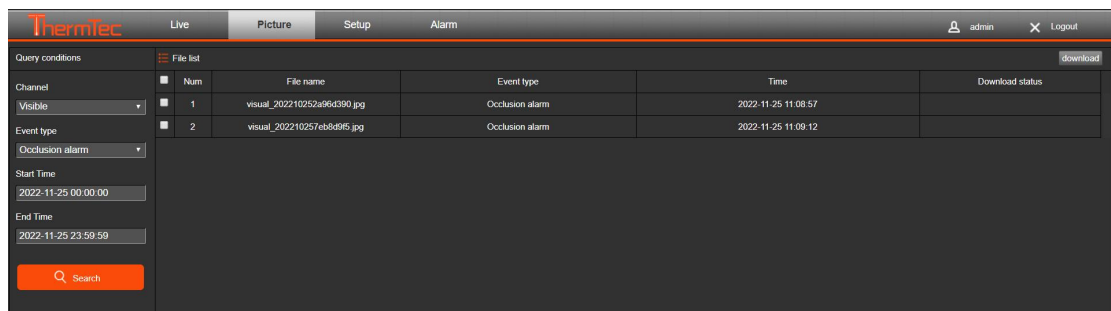 ThermTec Live Picture Setup Alarm admin Logout
Query conditions
Channel
Visible
Event type
Occlusion alarm
Start Time
2022-11-25 00:00:00
End Time
2022-11-25 23:59:59
Search
File list download
Num File name Event type Time Download status
1 visual_202210252a96d390.jpg Occlusion alarm 2022-11-25 11:08:57
2 visual_202210257eb8d9f5.jpg Occlusion alarm 2022-11-25 11:09:12